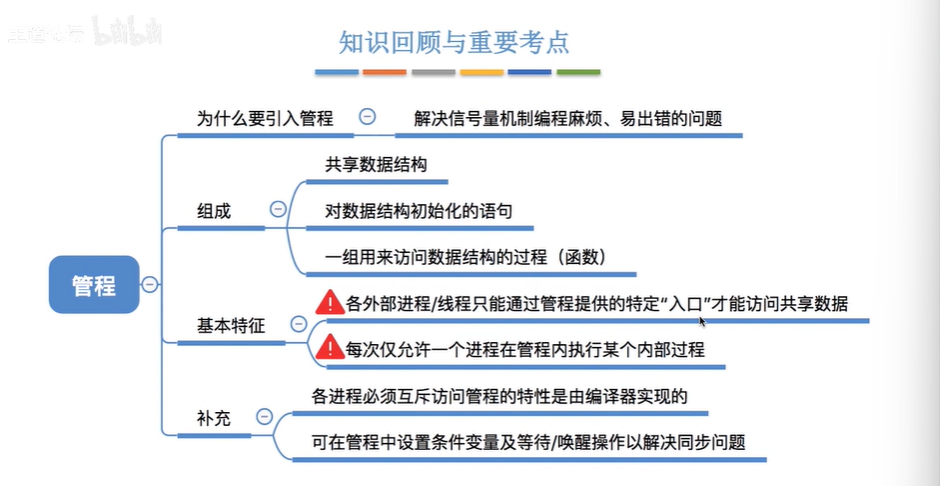 bilibili
知识回顾与重要考点
为什么要引入管程
解决信号量机制编程麻烦、易出错的问题
共享数据结构
组成
对数据结构初始化的语句
一组用来访问数据结构的过程（函数）
管程
各外部进程/线程只能通过管程提供的特定“入口”才能访问共享数据
基本特征
每次仅允许一个进程在管程内执行某个内部过程
各进程必须互斥访问管程的特性是由编译器实现的
补充
可在管程中设置条件变量及等待/唤醒操作以解决同步问题